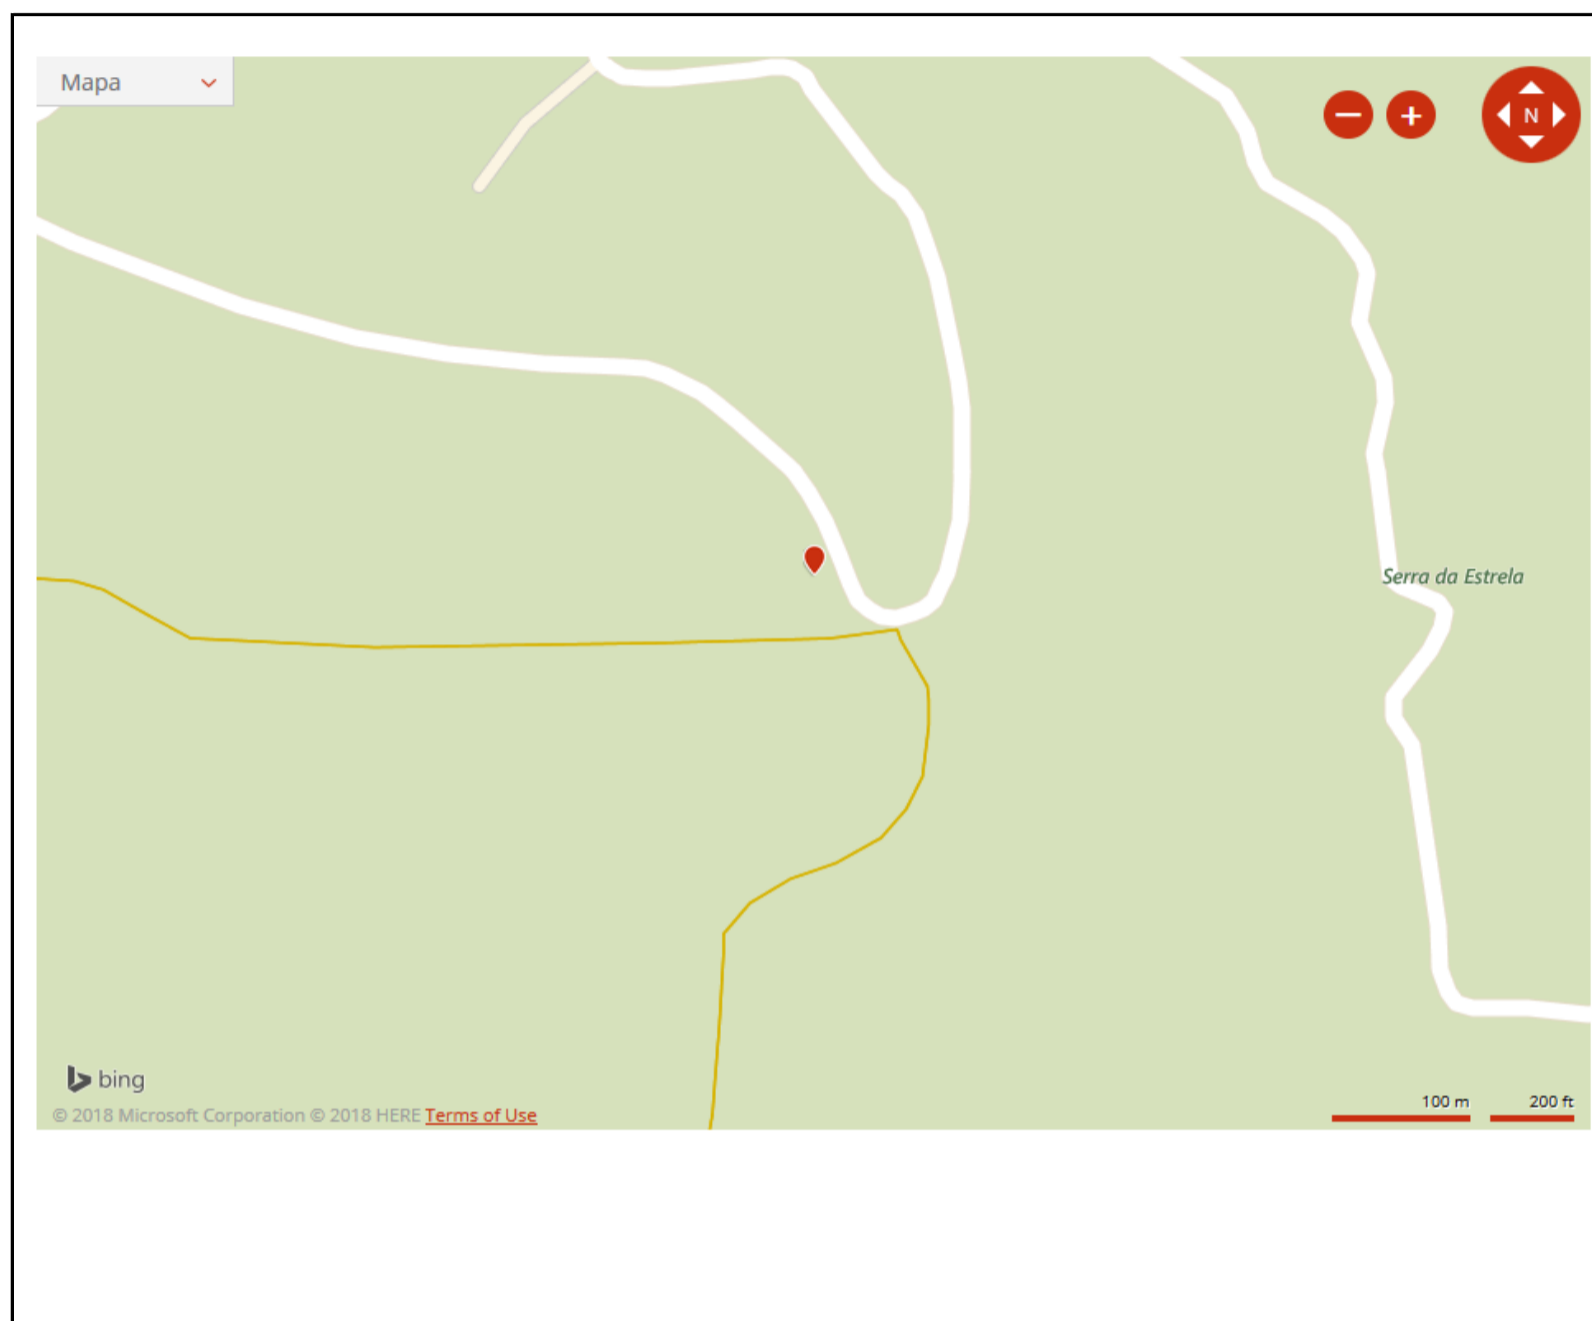 Mapa
N
Serra da Estrela
bing
© 2018 Microsoft Corporation © 2018 HERE Terms of Use
100 m
200 ft